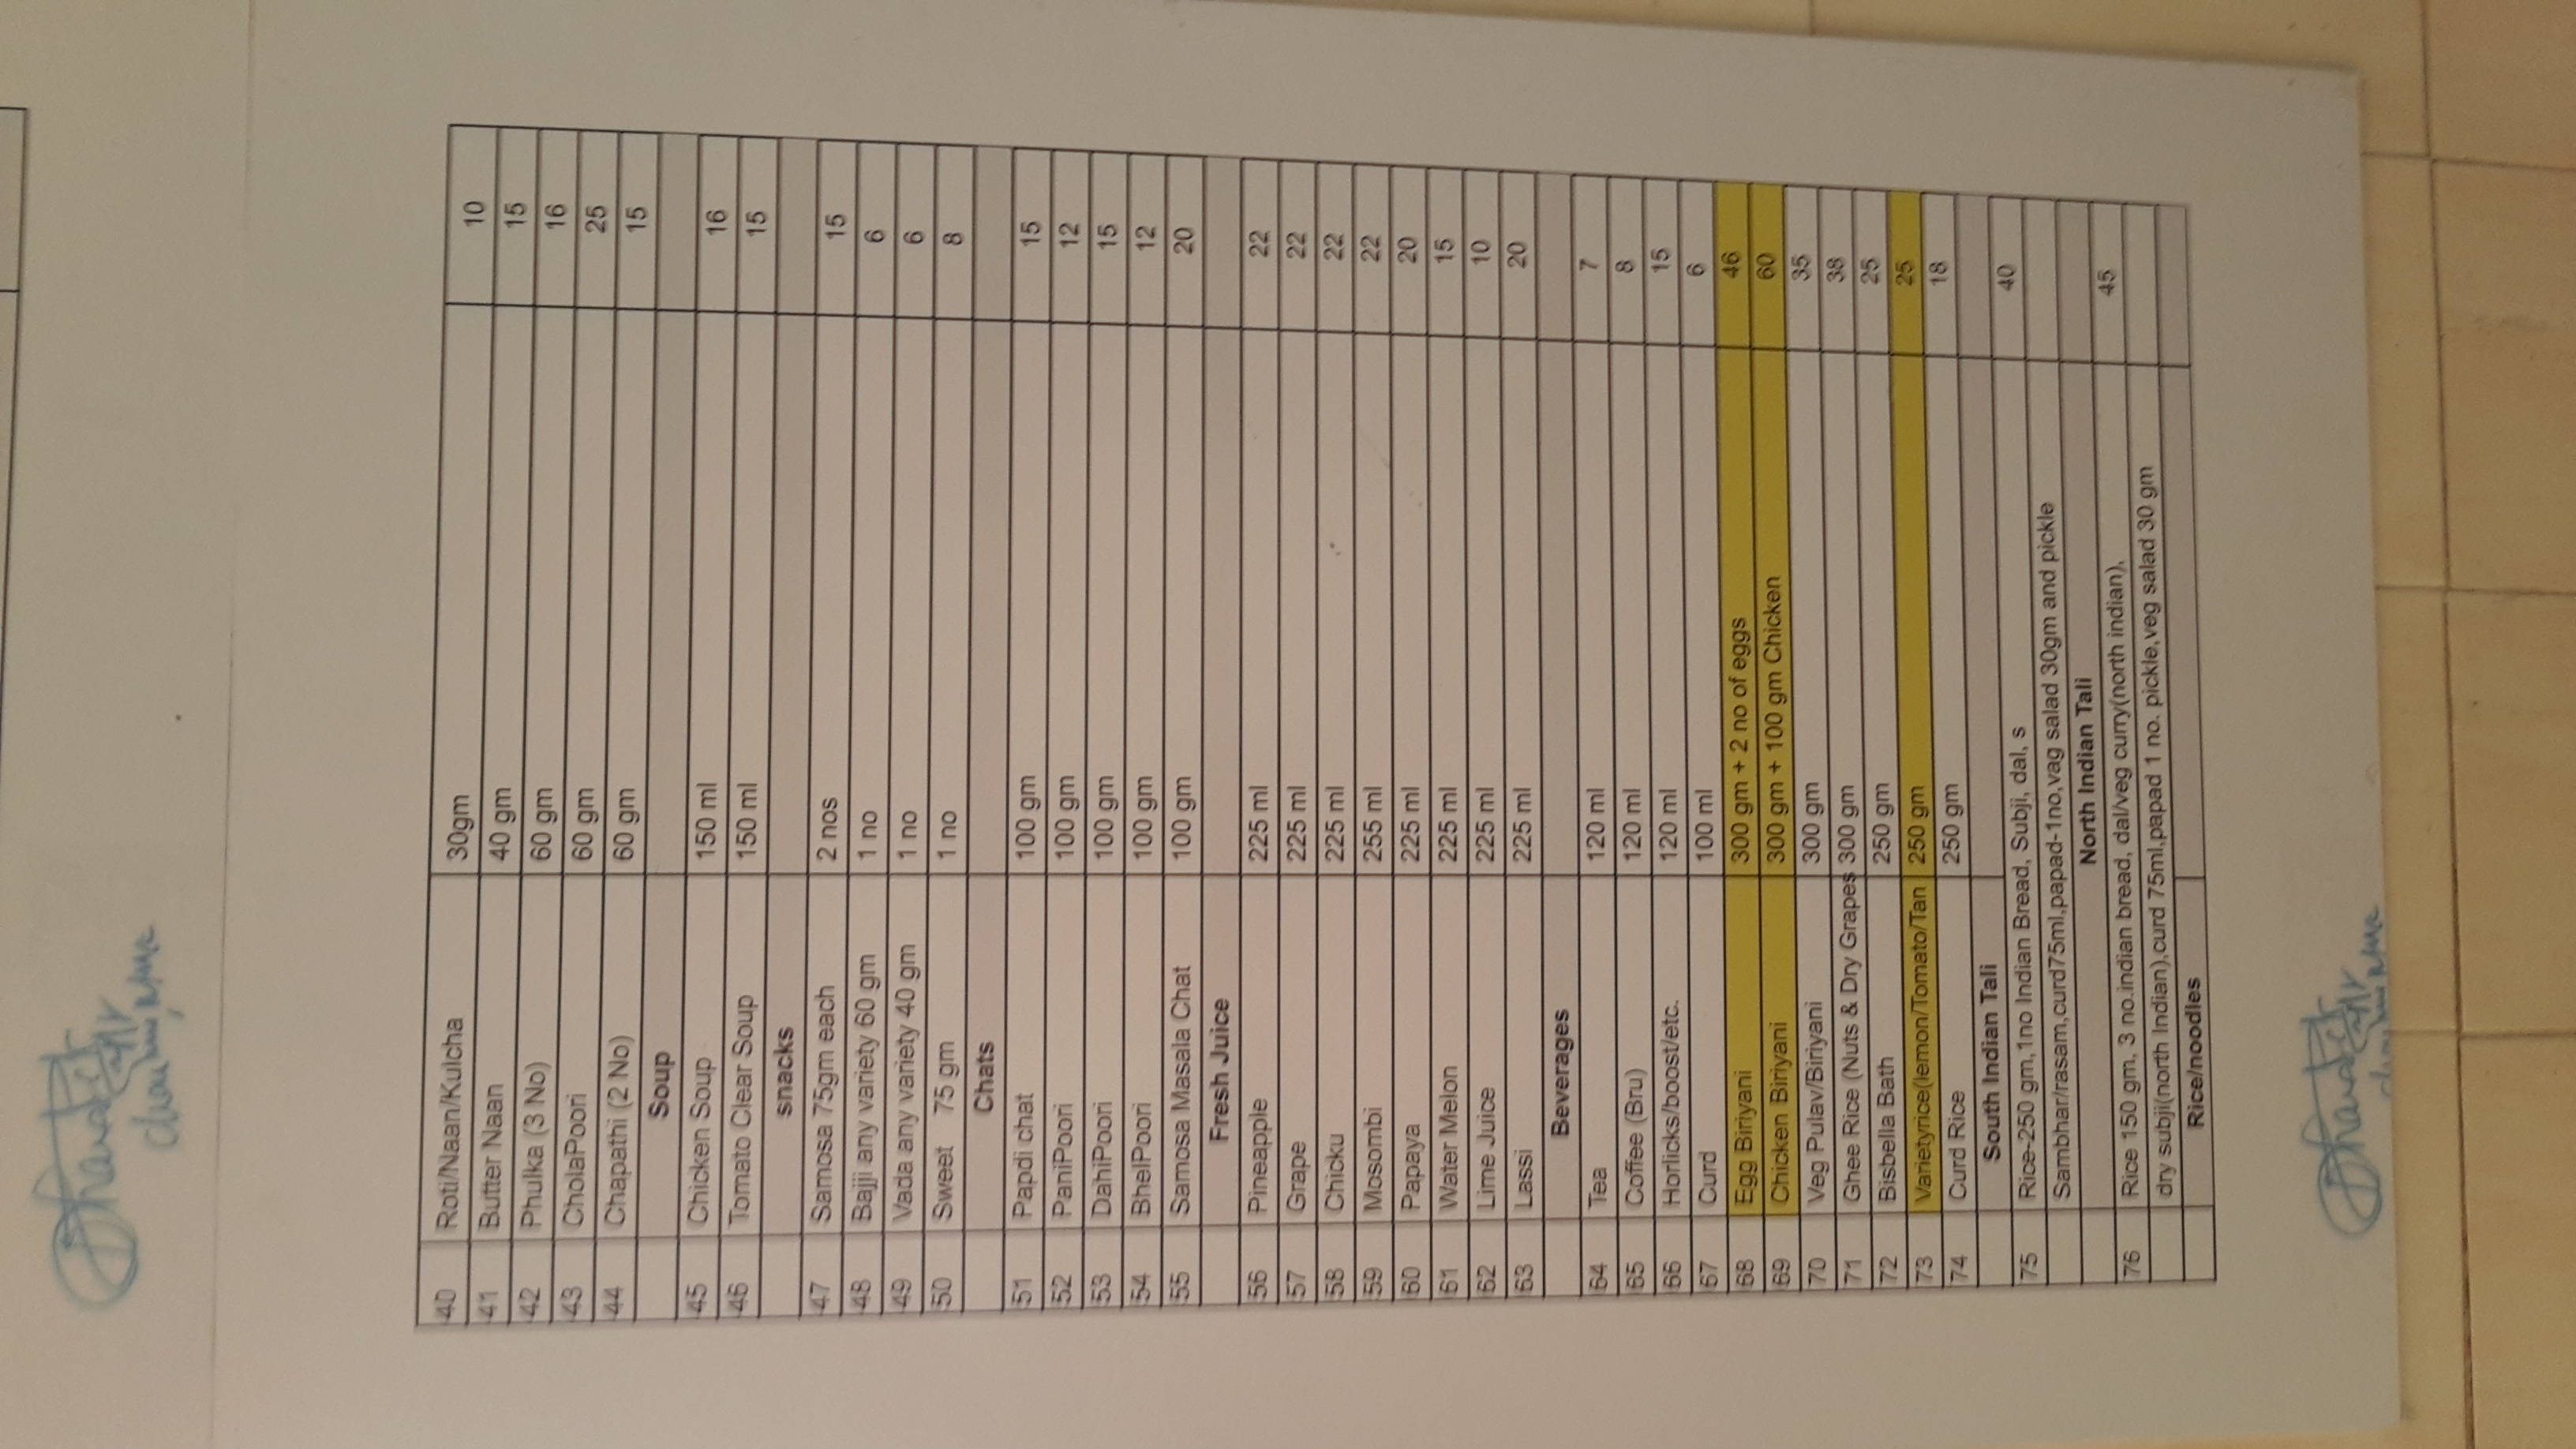 40 Roti/Naan/Kulcha 30gm 10
41 Butter Naan 40 gm 15
42 Phulka (3 No) 60 gm 16
43 CholaPoori 60 gm 25
44 Chapathi (2 No) 60 gm 15
Soup
45 Chicken Soup 150 ml 16
46 Tomato Clear Soup 150 ml 15
snacks
47 Samosa 75gm each 2 nos 15
48 Bajji any variety 60 gm 1 no 6
49 Vada any variety 40 gm 1 no 6
50 Sweet 75 gm 1 no 8
Chats
51 Papdi chat 100 gm 15
52 PaniPoori 100 gm 12
53 DahiPoori 100 gm 15
54 BhelPoori 100 gm 12
55 Samosa Masala Chat 100 gm 20
Fresh Juice
56 Pineapple 225 ml 22
57 Grape 225 ml 22
58 Chicku 225 ml 22
59 Mosombi 255 ml 22
60 Papaya 225 ml 20
61 Water Melon 225 ml 15
62 Lime Juice 225 ml 10
63 Lassi 225 ml 20
Beverages
64 Tea 120 ml 7
65 Coffee (Bru) 120 ml 8
66 Horlicks/boost/etc. 120 ml 15
67 Curd 100 ml 6
68 Egg Biriyani 300 gm + 2 no of eggs 46
69 Chicken Biriyani 300 gm + 100 gm Chicken 60
70 Veg Pulav/Biriyani 300 gm 35
71 Ghee Rice (Nuts & Dry Grapes 300 gm 38
72 Bisbella Bath 250 gm 25
73 Varietyrice(lemon/Tomato/Tan 250 gm 25
74 Curd Rice 250 gm 18
South Indian Tali
75 Rice-250 gm,1no Indian Bread, Subji, dal, s 40
Sambhar/rasam,curd75ml,papad-1no,vag salad 30gm and pickle
North Indian Tali
76 Rice 150 gm, 3 no.indian bread, dal/veg curry(north indian), 45
dry subji(north Indian),curd 75ml,papad 1 no. pickle,veg salad 30 gm
Rice/noodles